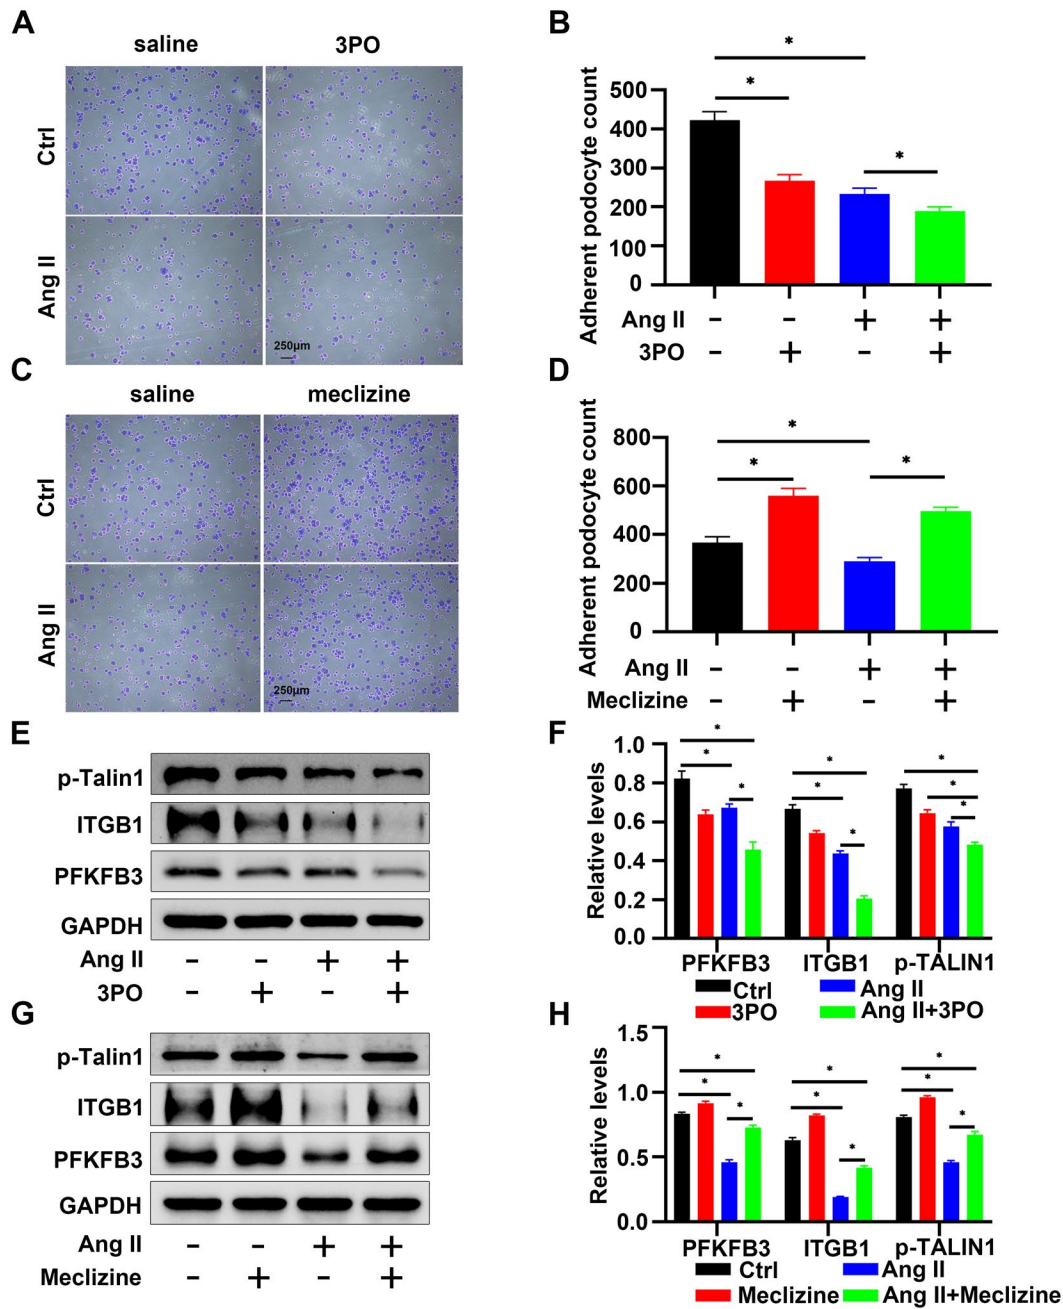 A
saline 3PO
Ctrl
Ang II
250μm
B
* * *
Adherent podocyte count
500
400
300
200
100
0
Ang II - - + +
3PO - + - +
C
saline meclizine
Ctrl
Ang II
250μm
D
* * *
Adherent podocyte count
800
600
400
200
0
Ang II - - + +
Meclizine - + - +
E
p-Talin1
ITGB1
PFKFB3
GAPDH
Ang II - - + +
3PO - + - +
F
* * * * * * * * *
Relative levels
1.0
0.8
0.6
0.4
0.2
0.0
PFKFB3 ITGB1 p-TALIN1
Ctrl Ang II
3PO Ang II+3PO
G
p-Talin1
ITGB1
PFKFB3
GAPDH
Ang II - - + +
Meclizine - + - +
H
* * * * * * * * *
Relative levels
1.5
1.0
0.5
0.0
PFKFB3 ITGB1 p-TALIN1
Ctrl Ang II
Meclizine Ang II+Meclizine